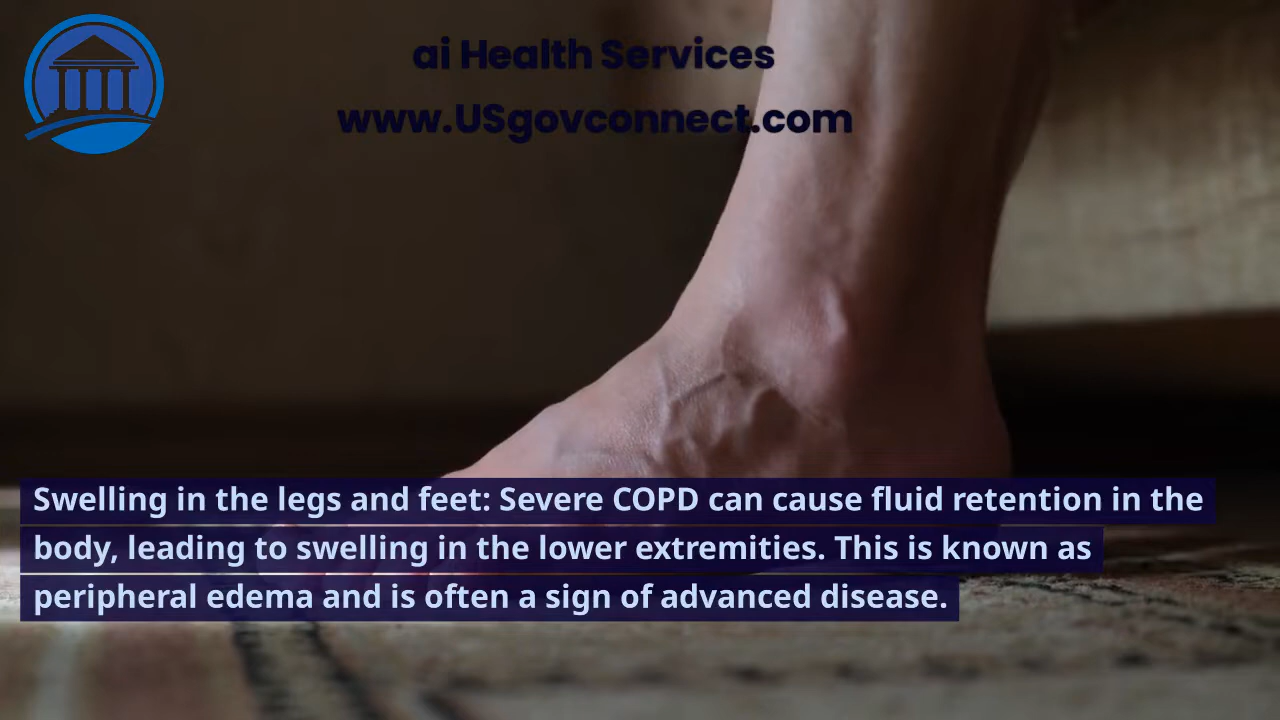 ai Health Services
www.USgovconnect.com
Swelling in the legs and feet: Severe COPD can cause fluid retention in the
body, leading to swelling in the lower extremities. This is known as
peripheral edema and is often a sign of advanced disease.